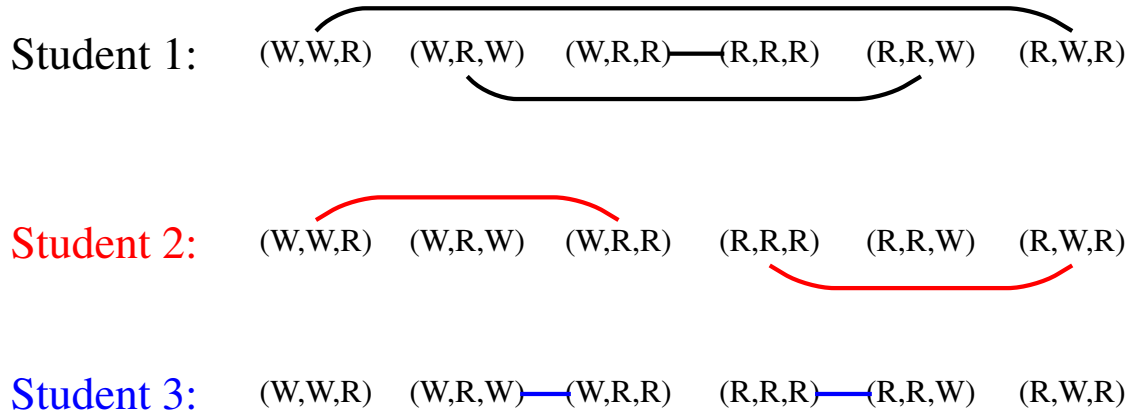 Student 1: (W,W,R) (W,R,W) (W,R,R) (R,R,R) (R,R,W) (R,W,R)
Student 2: (W,W,R) (W,R,W) (W,R,R) (R,R,R) (R,R,W) (R,W,R)
Student 3: (W,W,R) (W,R,W) (W,R,R) (R,R,R) (R,R,W) (R,W,R)